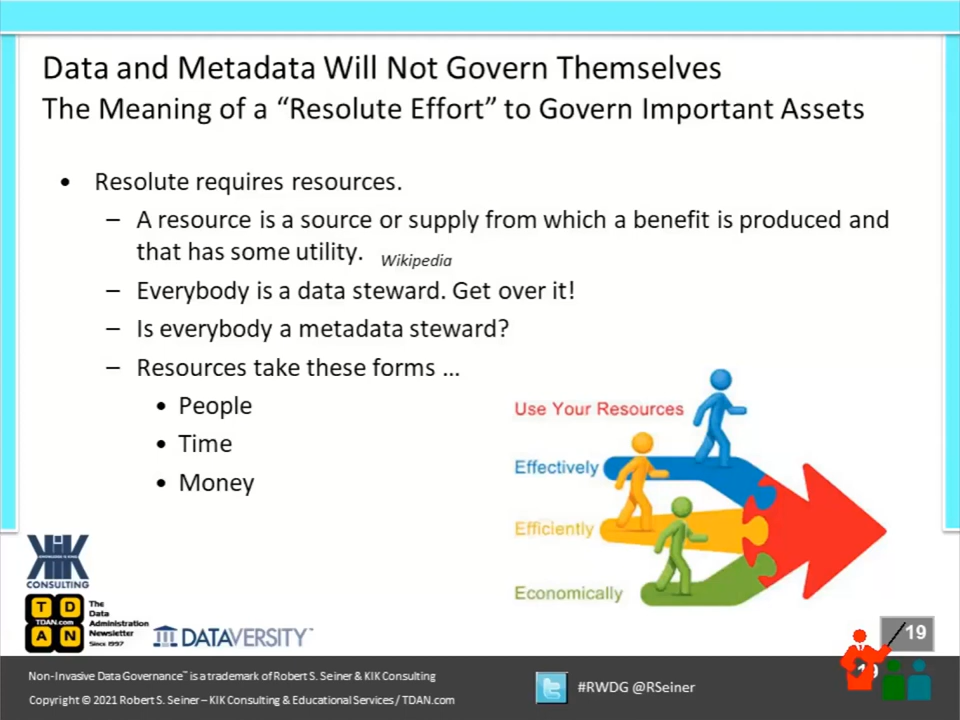 Data and Metadata Will Not Govern Themselves
The Meaning of a “Resolute Effort” to Govern Important Assets
• Resolute requires resources.
– A resource is a source or supply from which a benefit is produced and
that has some utility. Wikipedia
– Everybody is a data steward. Get over it!
– Is everybody a metadata steward?
– Resources take these forms ...
• People
• Time
• Money
Use Your Resources
Effectively
Efficiently
Economically
KIK
CONSULTING
T D
TDAN.com
A N
The
Data
Administration
Newsletter
Since 1997
DATAVERSITY™
19
19
Non-Invasive Data Governance™ is a trademark of Robert S. Seiner & KIK Consulting
Copyright © 2021 Robert S. Seiner – KIK Consulting & Educational Services / TDAN.com
#RWDG @RSeiner